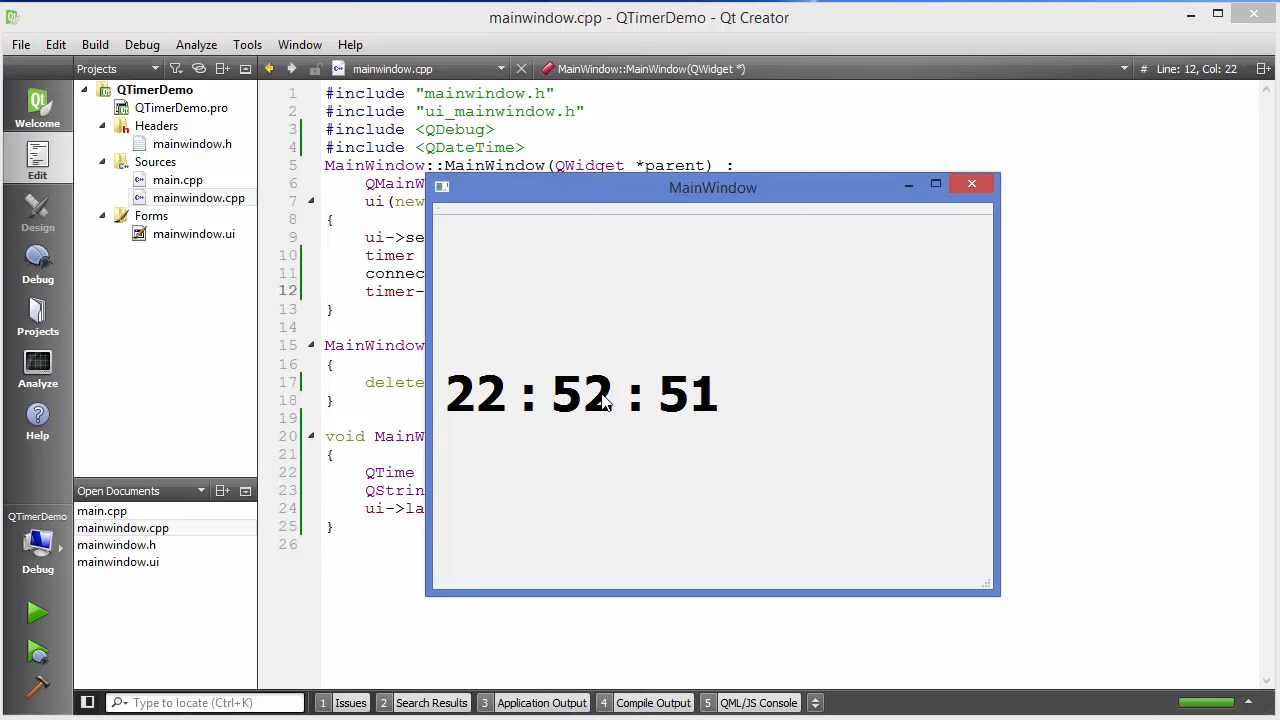 mainwindow.cpp - QTimerDemo - Qt Creator
File Edit Build Debug Analyze Tools Window Help
Projects mainwindow.cpp MainWindow::MainWindow(QWidget *) # Line: 12, Col: 22
Welcome
Edit
Design
Debug
Projects
Analyze
Help
QTimerDemo
Debug
QTimerDemo
QTimerDemo.pro
Headers
mainwindow.h
Sources
main.cpp
mainwindow.cpp
Forms
mainwindow.ui
Open Documents
main.cpp
mainwindow.cpp
mainwindow.h
mainwindow.ui
1 #include "mainwindow.h"
2 #include "ui_mainwindow.h"
3 #include <QDebug>
4 #include <QDateTime>
5 MainWindow::MainWindow(QWidget *parent) :
6 QMainW
7 ui(new
8 {
9 ui->se
10 timer
11 connec
12 timer-
13 }
14
15 MainWindow
16 {
17 delete
18 }
19
20 void MainW
21 {
22 QTime
23 QStrin
24 ui->la
25 }
26
MainWindow
22 : 52 : 51
Type to locate (Ctrl+K) 1 Issues 2 Search Results 3 Application Output 4 Compile Output 5 QML/JS Console